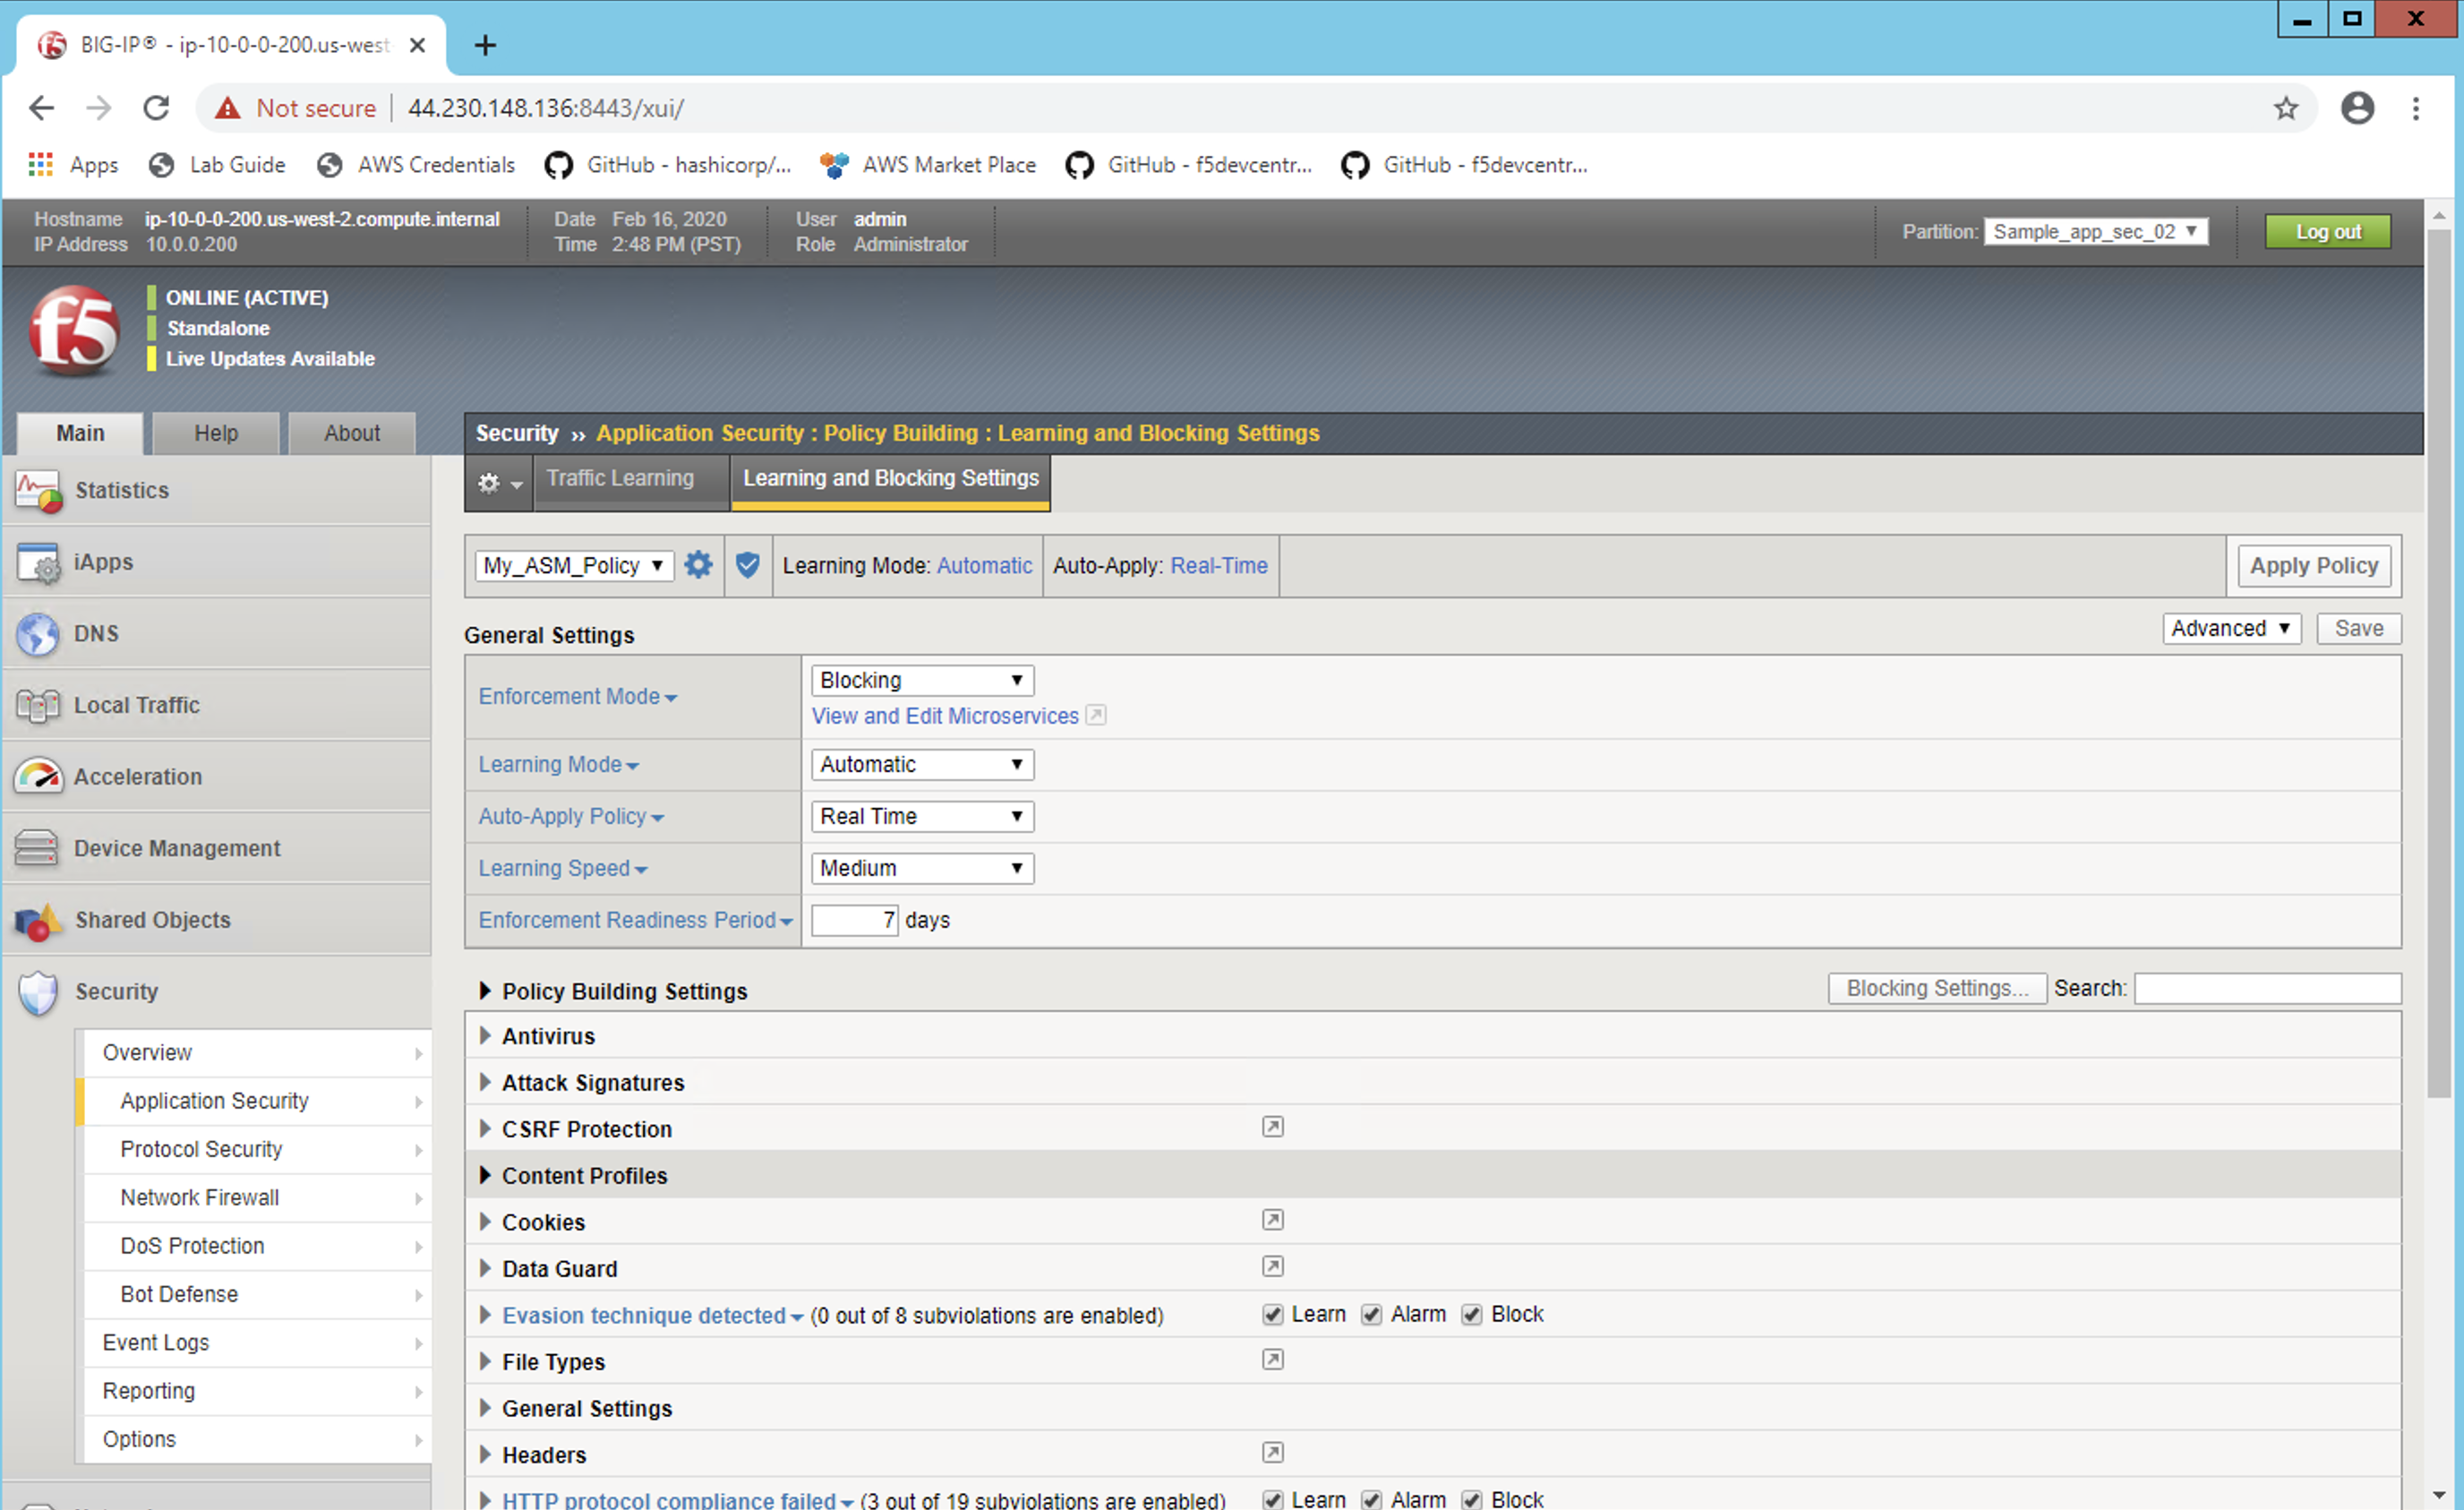 BIG-IP® - ip-10-0-0-200.us-west
Not secure 44.230.148.136:8443/xui/
Apps Lab Guide AWS Credentials GitHub - hashicorp/... AWS Market Place GitHub - f5devcentr... GitHub - f5devcentr...
Hostname ip-10-0-0-200.us-west-2.compute.internal Date Feb 16, 2020 User admin
IP Address 10.0.0.200 Time 2:48 PM (PST) Role Administrator
Partition: Sample_app_sec_02 Log out
f5
ONLINE (ACTIVE)
Standalone
Live Updates Available
Main Help About
Security ›› Application Security : Policy Building : Learning and Blocking Settings
Traffic Learning Learning and Blocking Settings
Statistics
iApps
DNS
Local Traffic
Acceleration
Device Management
Shared Objects
Security
Overview
Application Security
Protocol Security
Network Firewall
DoS Protection
Bot Defense
Event Logs
Reporting
Options
My_ASM_Policy Learning Mode: Automatic Auto-Apply: Real-Time Apply Policy
General Settings Advanced Save
Enforcement Mode Blocking
View and Edit Microservices
Learning Mode Automatic
Auto-Apply Policy Real Time
Learning Speed Medium
Enforcement Readiness Period 7 days
Policy Building Settings Blocking Settings... Search:
Antivirus
Attack Signatures
CSRF Protection
Content Profiles
Cookies
Data Guard
Evasion technique detected (0 out of 8 subviolations are enabled) Learn Alarm Block
File Types
General Settings
Headers
HTTP protocol compliance failed (3 out of 19 subviolations are enabled) Learn Alarm Block